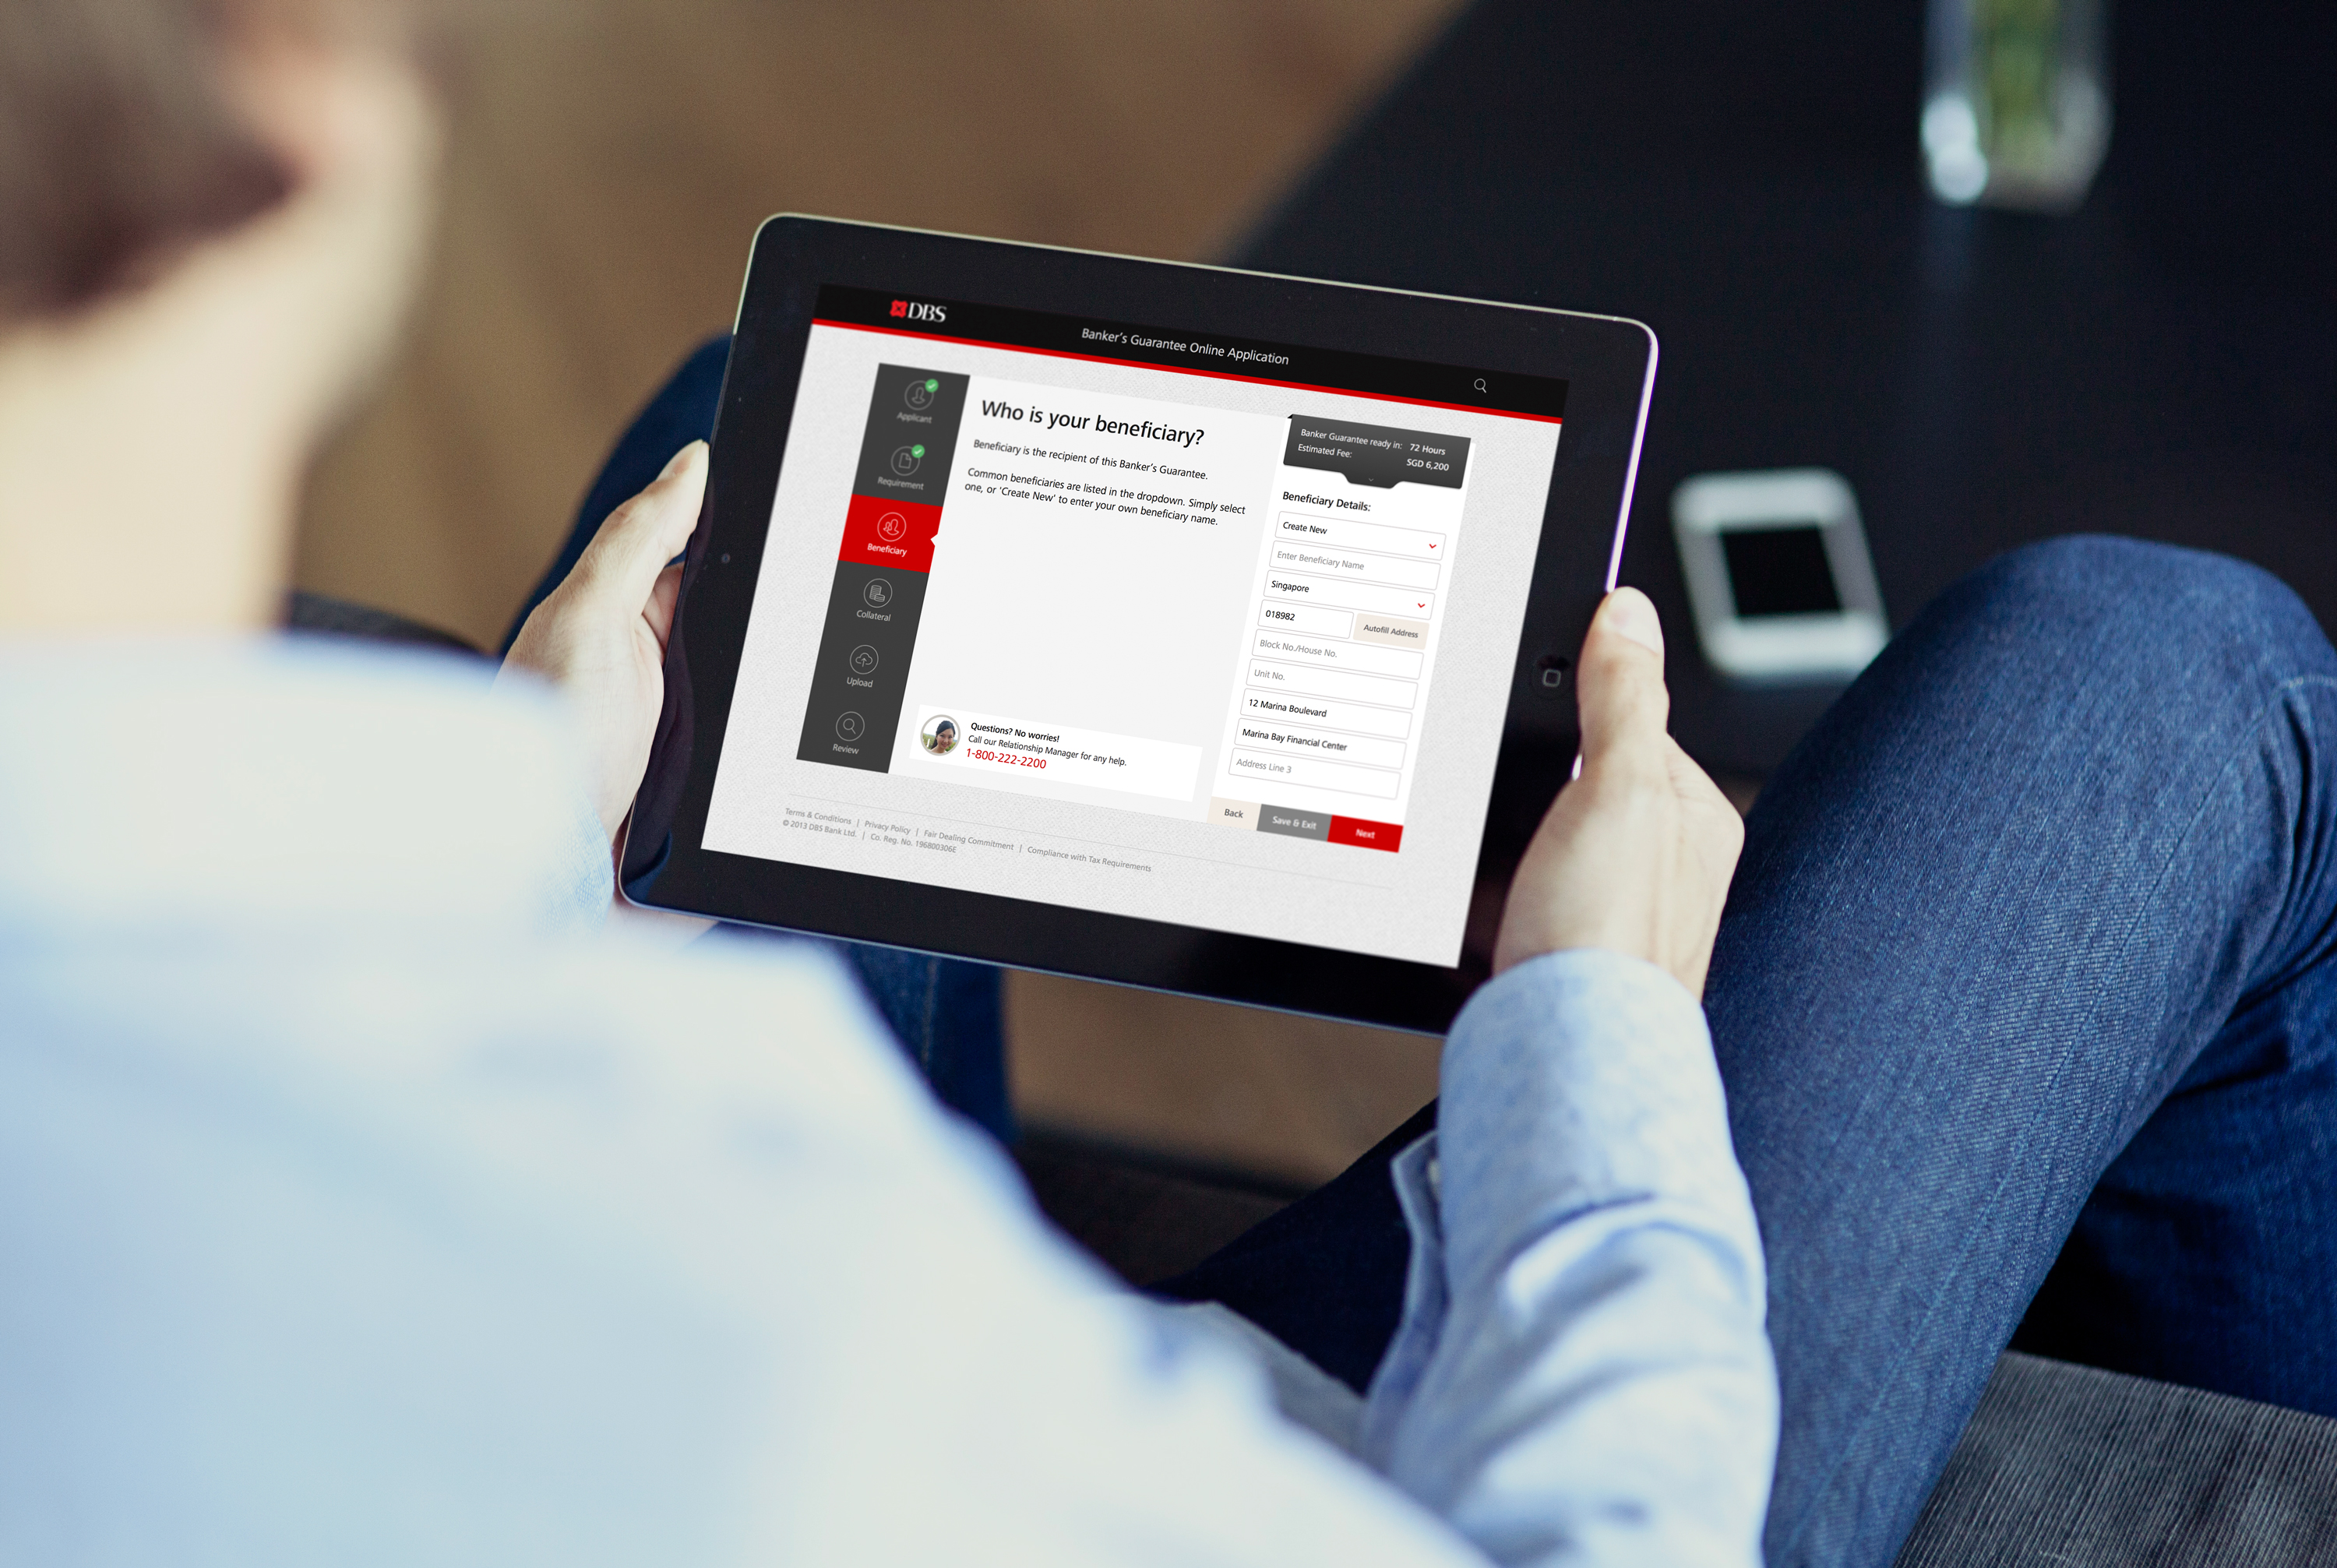 DBS
Banker's Guarantee Online Application
Applicant
Requirement
Beneficiary
Collateral
Upload
Review
Who is your beneficiary?
Beneficiary is the recipient of this Banker's Guarantee.
Common beneficiaries are listed in the dropdown. Simply select
one, or 'Create New' to enter your own beneficiary name.
Questions? No worries!
Call our Relationship Manager for any help.
1-800-222-2200
Banker Guarantee ready in: 72 Hours
Estimated Fee: SGD 6,200
Beneficiary Details:
Create New
Enter Beneficiary Name
Singapore
018982 Autofill Address
Block No./House No.
Unit No.
12 Marina Boulevard
Marina Bay Financial Center
Address Line 3
Back Save & Exit Next
Terms & Conditions | Privacy Policy | Fair Dealing Commitment | Compliance with Tax Requirements
© 2013 DBS Bank Ltd. | Co. Reg. No. 196800306E